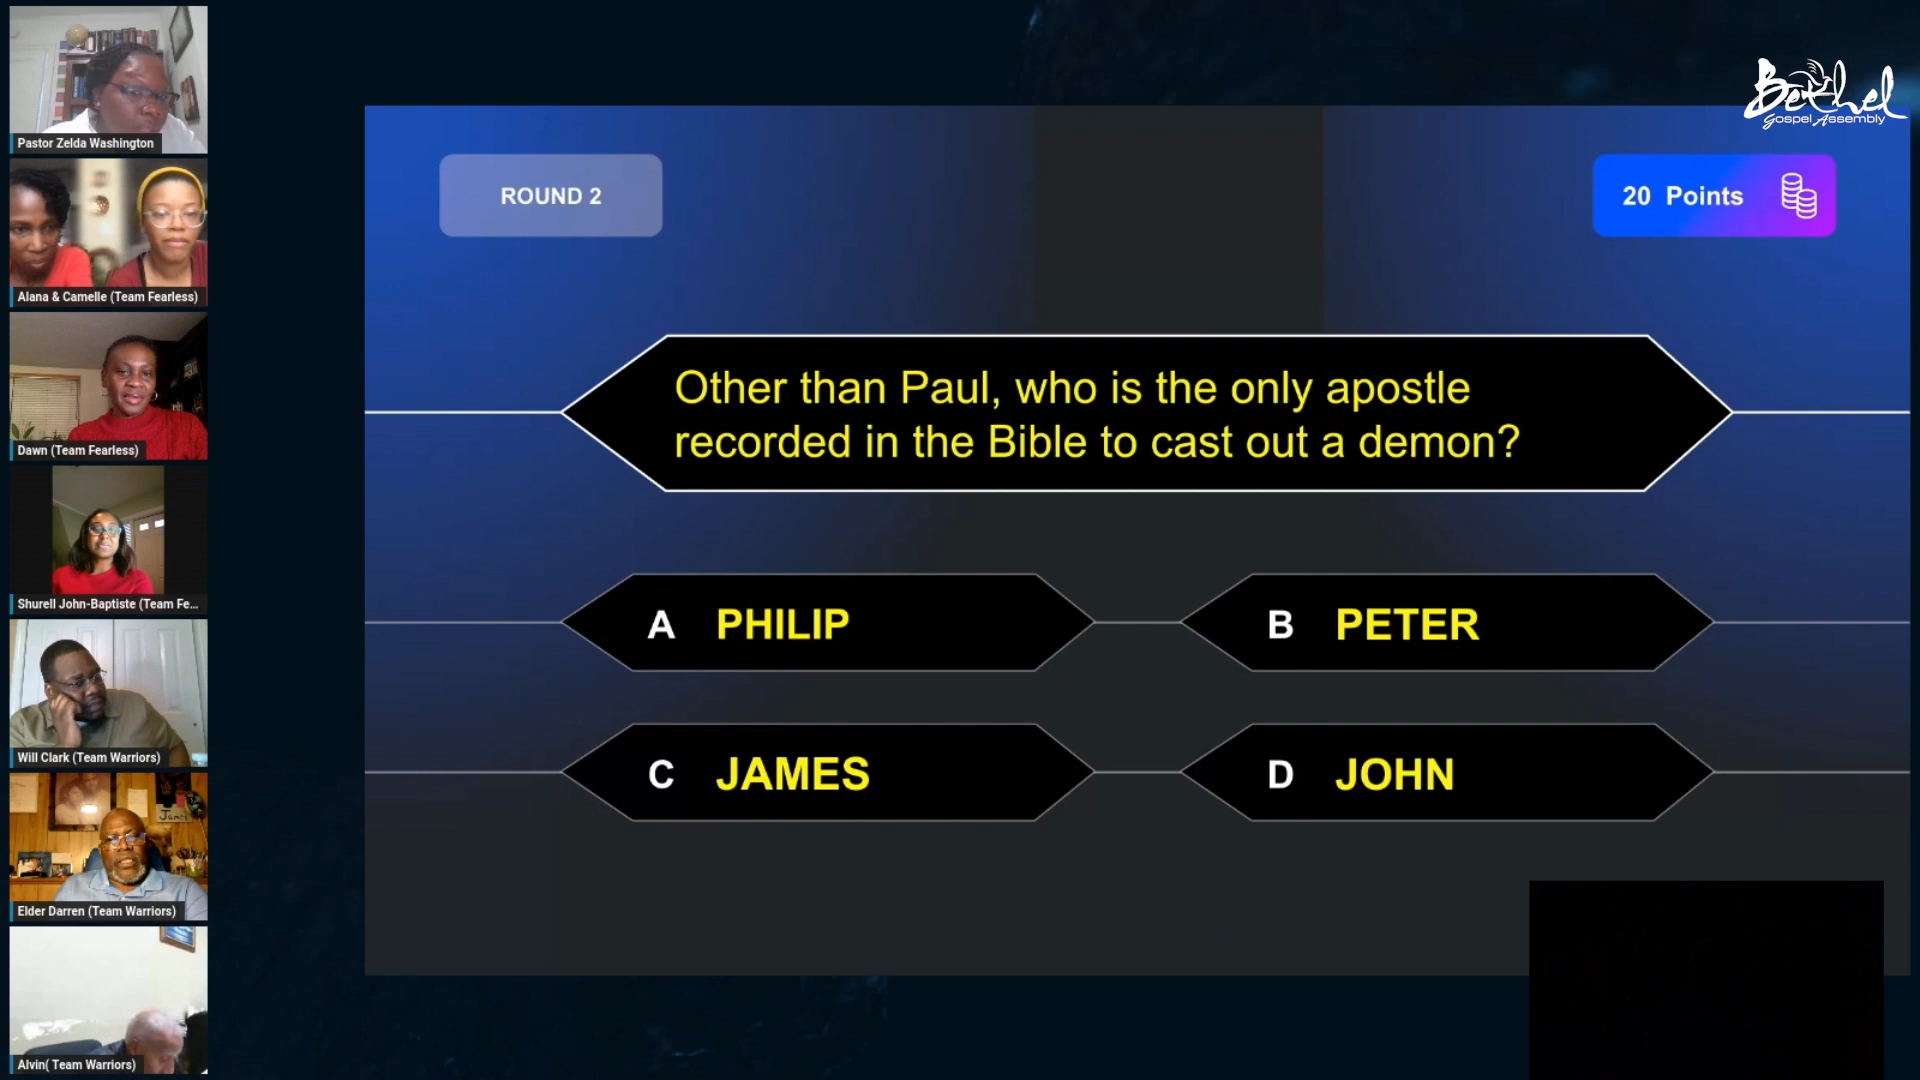 Bethel
Gospel Assembly
ROUND 2
20 Points
Other than Paul, who is the only apostle
recorded in the Bible to cast out a demon?
A PHILIP
B PETER
C JAMES
D JOHN
Pastor Zelda Washington
Alana & Camelle (Team Fearless)
Dawn (Team Fearless)
Shurell John-Baptiste (Team Fe...
Will Clark (Team Warriors)
James
Elder Darren (Team Warriors)
Alvin( Team Warriors)